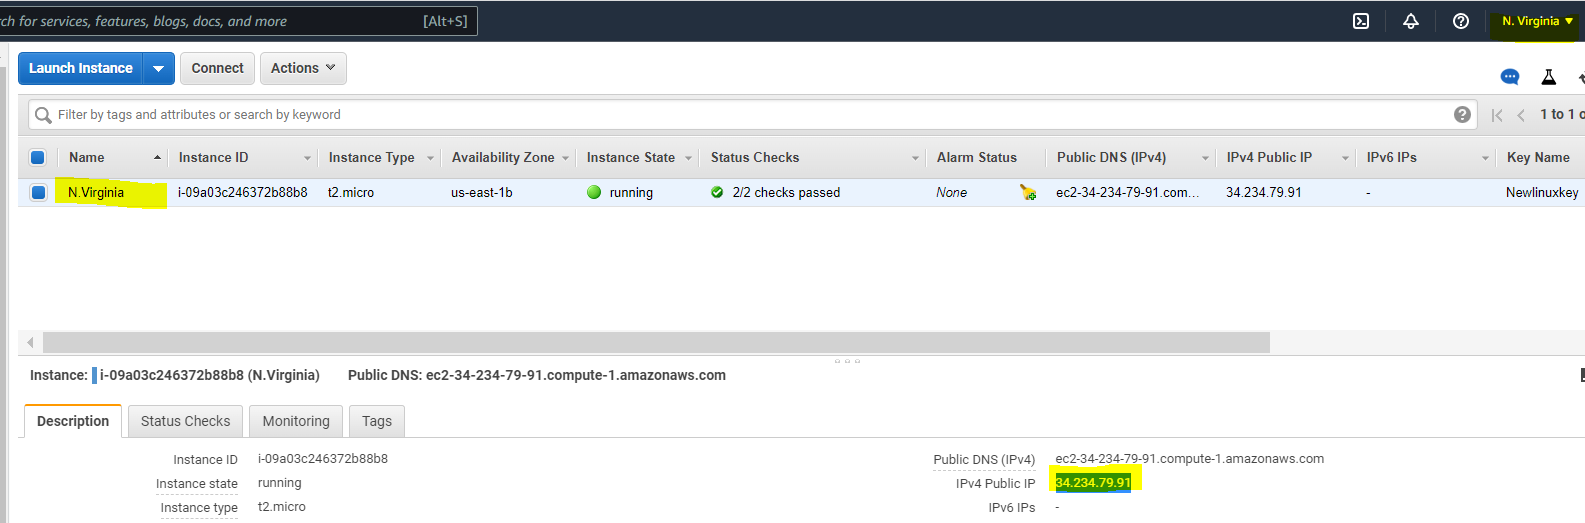 ch for services, features, blogs, docs, and more [Alt+S] N. Virginia
Launch Instance Connect Actions
Filter by tags and attributes or search by keyword 1 to 1 o
Name Instance ID Instance Type Availability Zone Instance State Status Checks Alarm Status Public DNS (IPv4) IPv4 Public IP IPv6 IPs Key Name
N.Virginia i-09a03c246372b88b8 t2.micro us-east-1b running 2/2 checks passed None ec2-34-234-79-91.com... 34.234.79.91 - Newlinuxkey
Instance: i-09a03c246372b88b8 (N.Virginia) Public DNS: ec2-34-234-79-91.compute-1.amazonaws.com
Description Status Checks Monitoring Tags
Instance ID i-09a03c246372b88b8 Public DNS (IPv4) ec2-34-234-79-91.compute-1.amazonaws.com
Instance state running IPv4 Public IP 34.234.79.91
Instance type t2.micro IPv6 IPs -